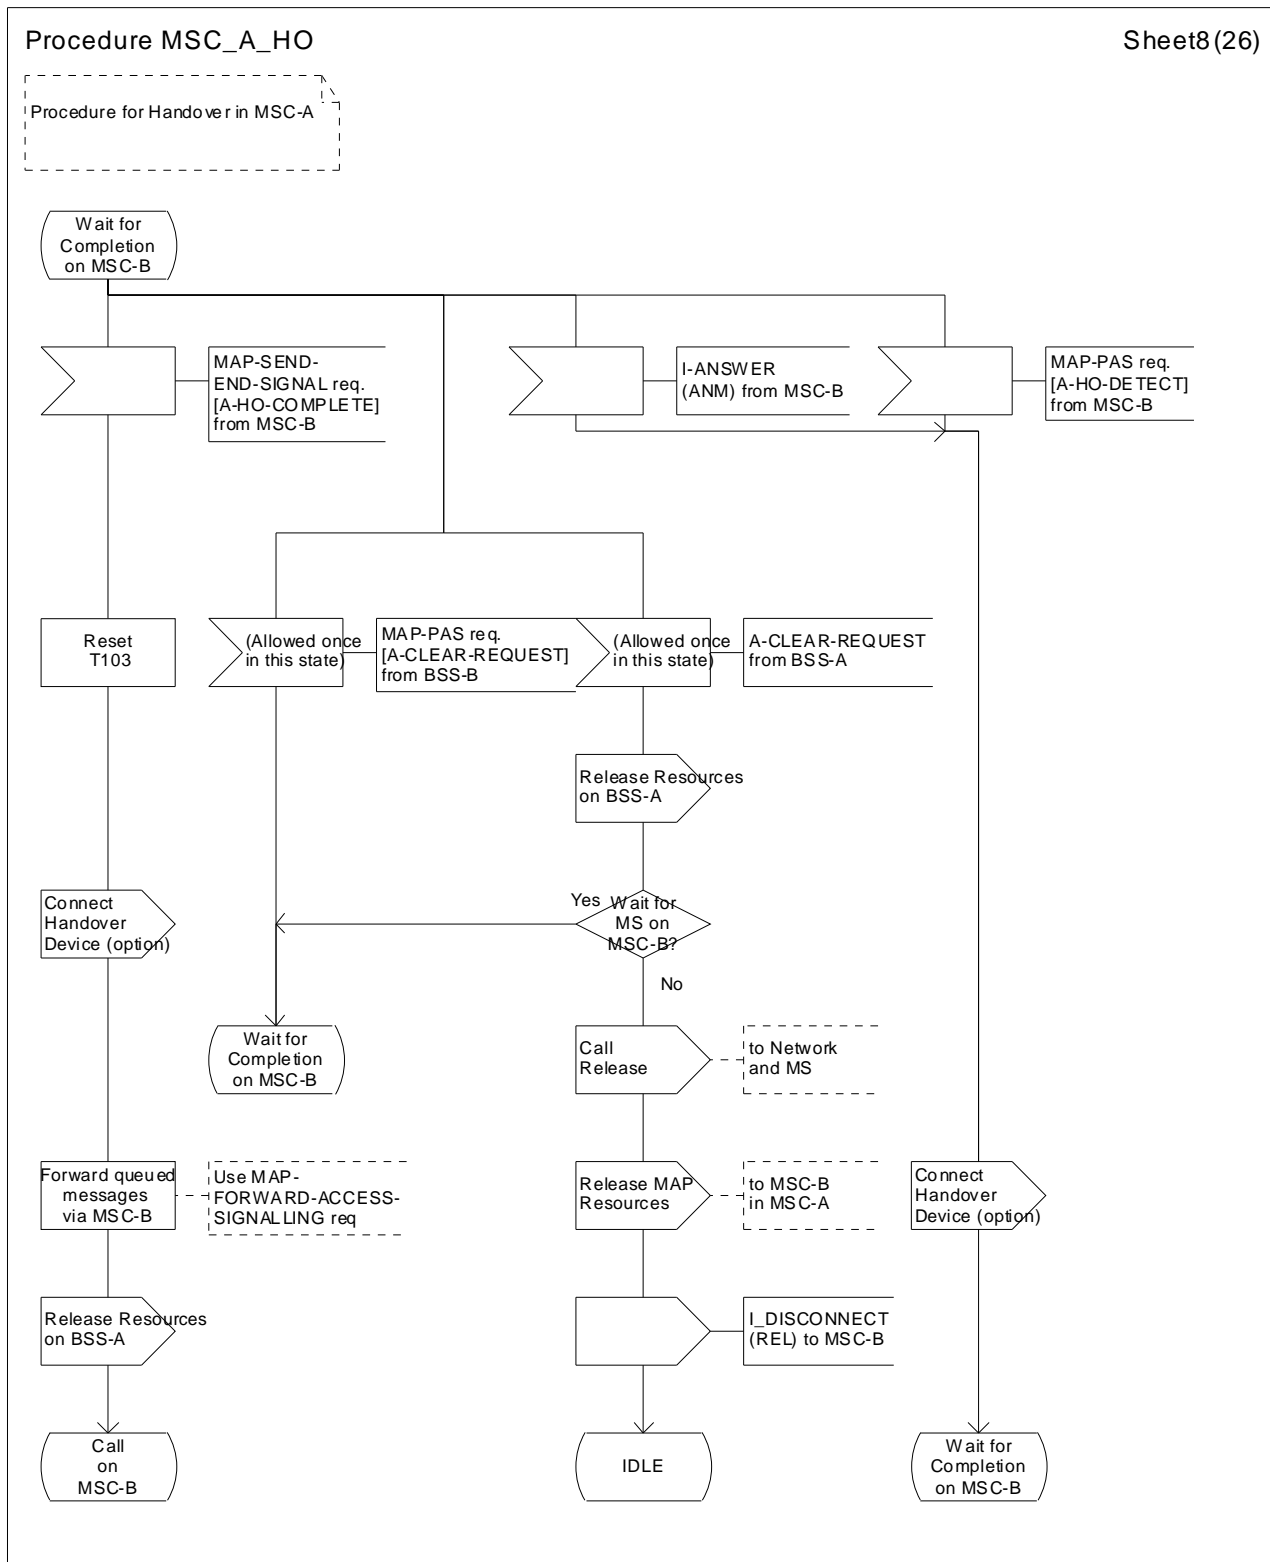 Procedure MSC_A_HO
Sheet8(26)
Procedure for Handover in MSC-A
Wait for
Completion
on MSC-B
MAP-SEND-
END-SIGNAL req.
[A-HO-COMPLETE]
from MSC-B
I-ANSWER
(ANM) from MSC-B
MAP-PAS req.
[A-HO-DETECT]
from MSC-B
Reset
T103
(Allowed once
in this state)
MAP-PAS req.
[A-CLEAR-REQUEST]
from BSS-B
(Allowed once
in this state)
A-CLEAR-REQUEST
from BSS-A
Release Resources
on BSS-A
Connect
Handover
Device (option)
Yes
Wait for
MS on
MSC-B?
No
Wait for
Completion
on MSC-B
Call
Release
to Network
and MS
Forward queued
messages
via MSC-B
Use MAP-
FORWARD-ACCESS-
SIGNALLING req
Release MAP
Resources
to MSC-B
in MSC-A
Connect
Handover
Device (option)
Release Resources
on BSS-A
I_DISCONNECT
(REL) to MSC-B
Call
on
MSC-B
IDLE
Wait for
Completion
on MSC-B